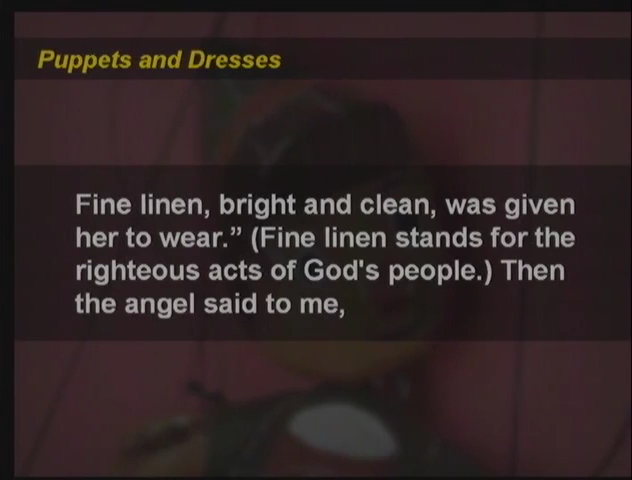 Puppets and Dresses
Fine linen, bright and clean, was given
her to wear.” (Fine linen stands for the
righteous acts of God's people.) Then
the angel said to me,